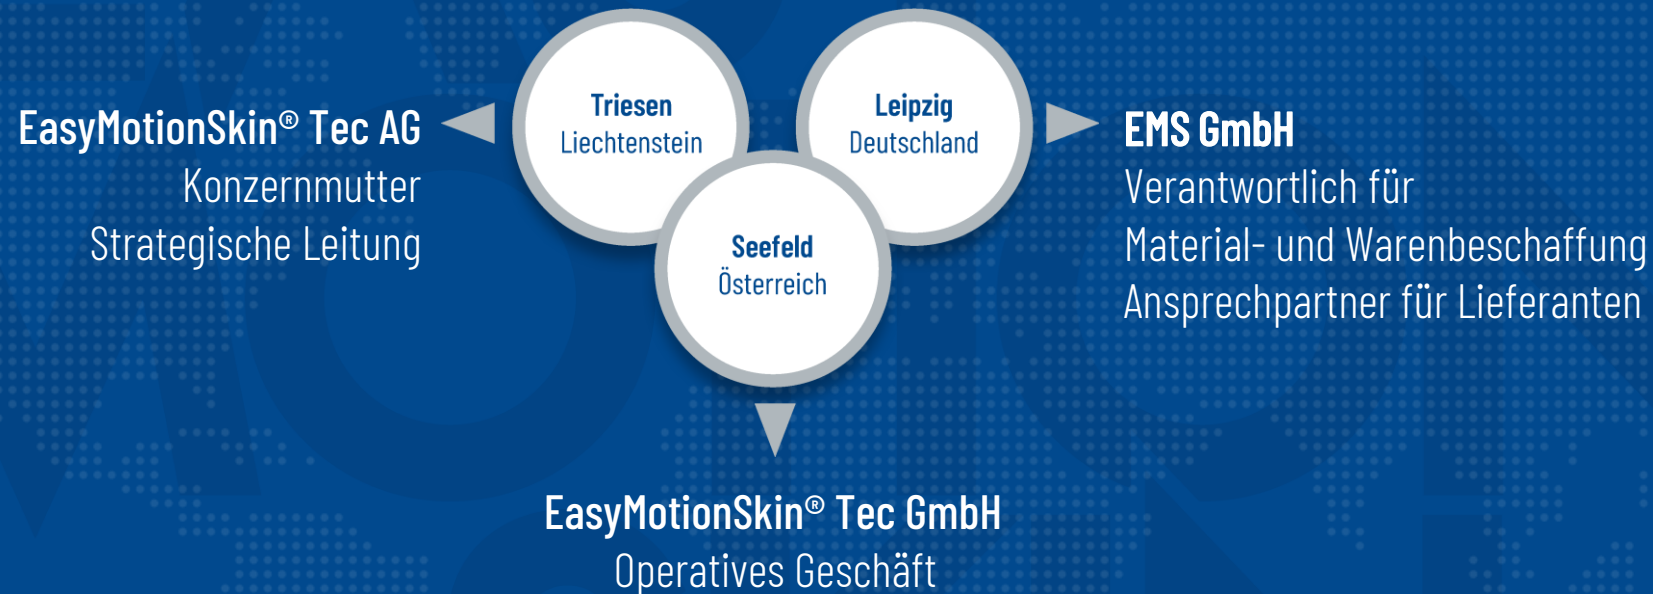 Triesen
Liechtenstein
Leipzig
Deutschland
Seefeld
Österreich
EasyMotionSkin® Tec AG
Konzernmutter
Strategische Leitung
EMS GmbH
Verantwortlich für
Material- und Warenbeschaffung
Ansprechpartner für Lieferanten
EasyMotionSkin® Tec GmbH
Operatives Geschäft